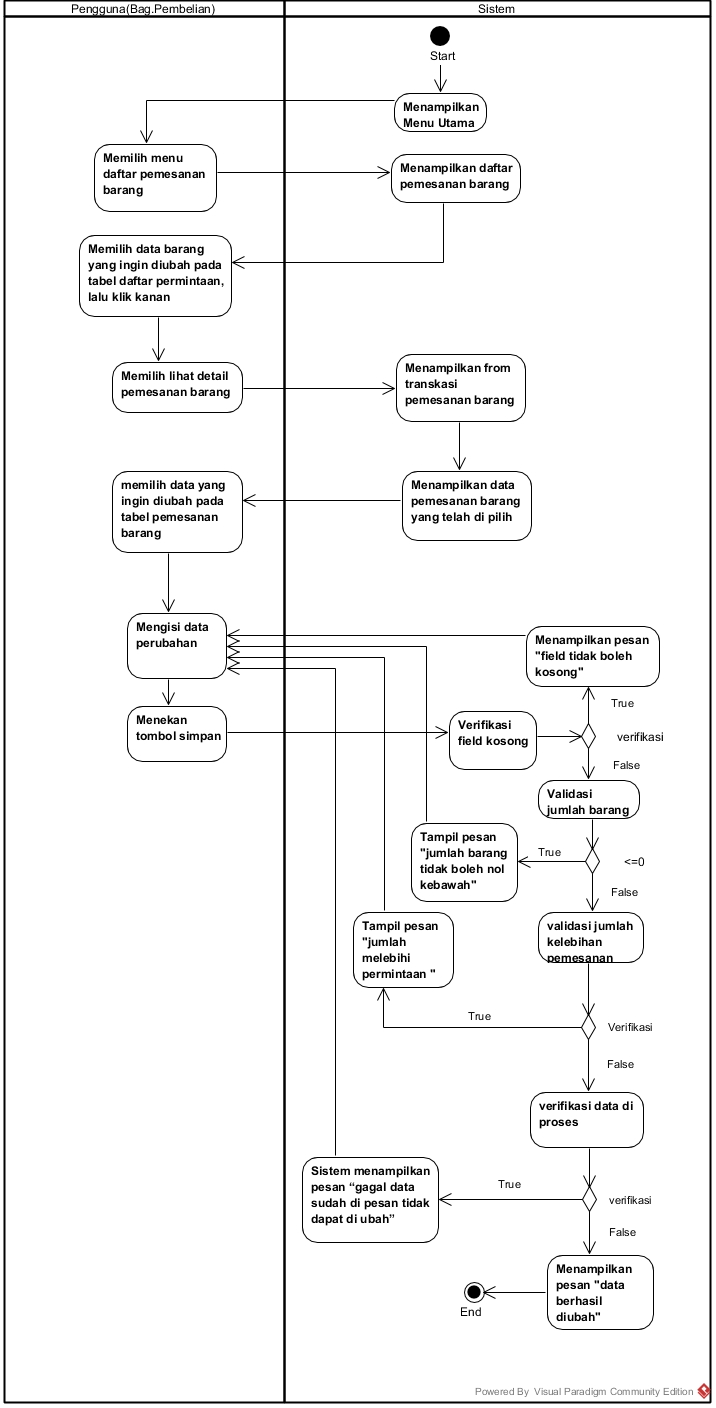 Pengguna(Bag.Pembelian)
Sistem
Start
Menampilkan
Menu Utama
Memilih menu
daftar pemesanan
barang
Menampilkan daftar
pemesanan barang
Memilih data barang
yang ingin diubah pada
tabel daftar permintaan,
lalu klik kanan
Memilih lihat detail
pemesanan barang
Menampilkan from
transkasi
pemesanan barang
memilih data yang
ingin diubah pada
tabel pemesanan
barang
Menampilkan data
pemesanan barang
yang telah di pilih
Mengisi data
perubahan
Menampilkan pesan
"field tidak boleh
kosong"
True
Menekan
tombol simpan
Verifikasi
field kosong
verifikasi
False
Validasi
jumlah barang
Tampil pesan
"jumlah barang
tidak boleh nol
kebawah"
True
<=0
False
Tampil pesan
"jumlah
melebihi
permintaan "
validasi jumlah
kelebihan
pemesanan
True
Verifikasi
False
verifikasi data di
proses
Sistem menampilkan
pesan “gagal data
sudah di pesan tidak
dapat di ubah”
True
verifikasi
False
Menampilkan
pesan "data
berhasil
diubah"
End
Powered By Visual Paradigm Community Edition